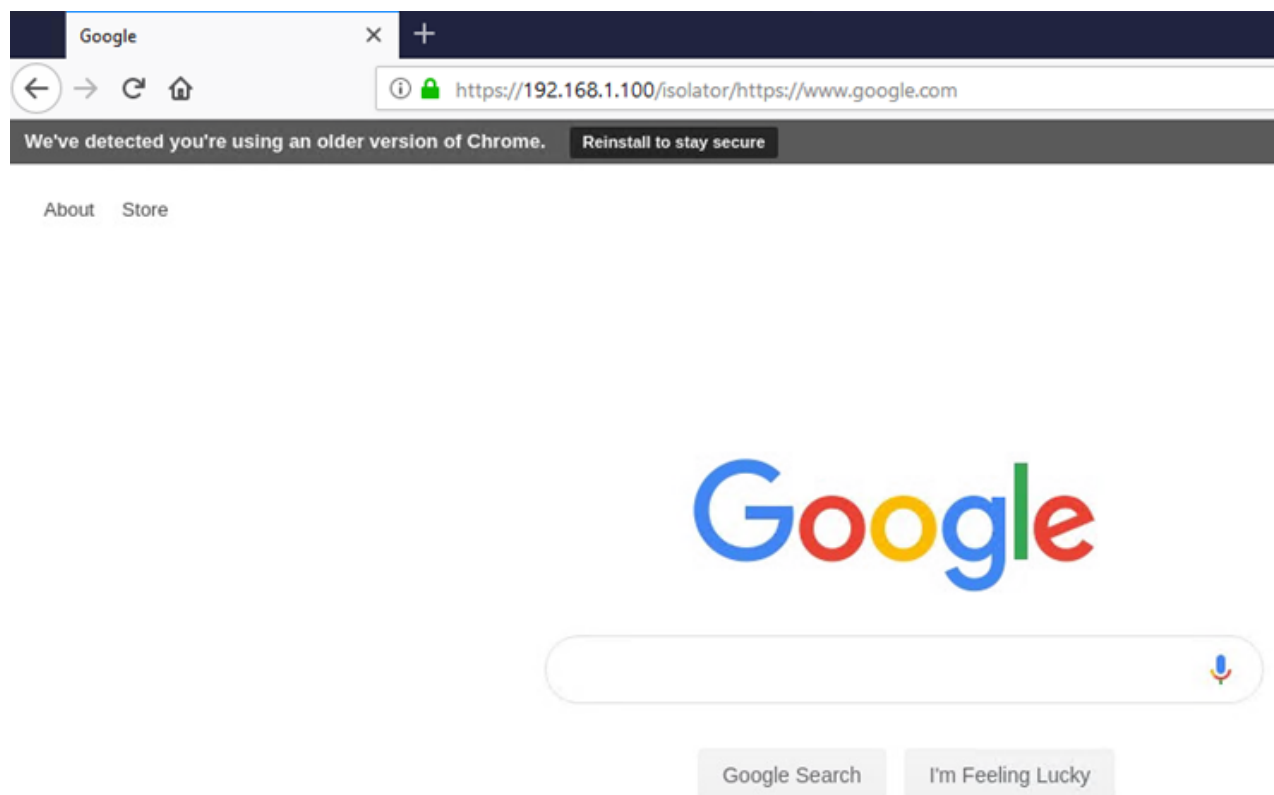 Google
https://192.168.1.100/isolator/https://www.google.com
We've detected you're using an older version of Chrome. Reinstall to stay secure
About Store
Google
Google Search I'm Feeling Lucky